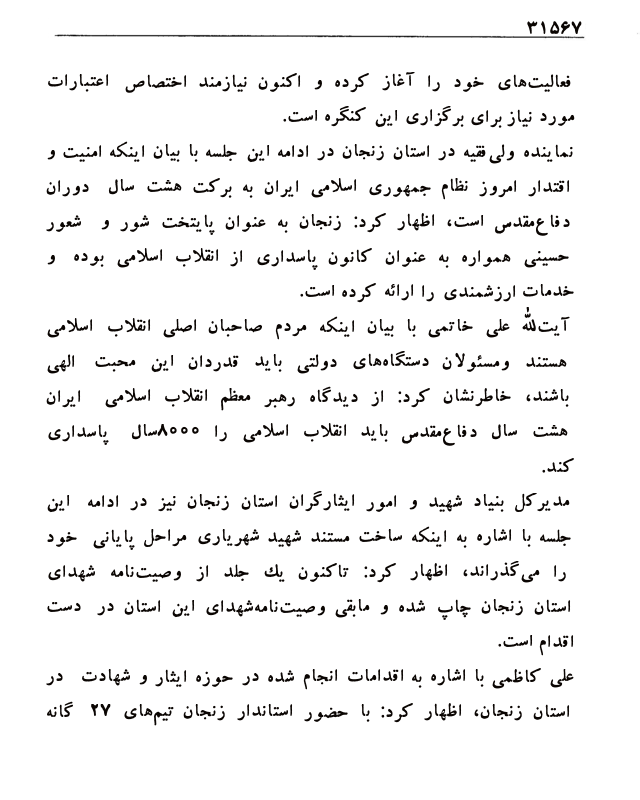 ۳۱۵۶۷
فعالیت‌های خود را آغاز کرده و اکنون نیازمند اختصاص اعتبارات
مورد نیاز برای برگزاری این کنگره است.
نماینده ولی‌فقیه در استان زنجان در ادامه این جلسه با بیان اینکه امنیت و
اقتدار امروز نظام جمهوری اسلامی ایران به برکت هشت سال دوران
دفاع‌مقدس است، اظهار کرد: زنجان به عنوان پایتخت شور و شعور
حسینی همواره به عنوان کانون پاسداری از انقلاب اسلامی بوده و
خدمات ارزشمندی را ارائه کرده است.
آیت‌الله علی خاتمی با بیان اینکه مردم صاحبان اصلی انقلاب اسلامی
هستند ومسئولان دستگاه‌های دولتی باید قدردان این محبت الهی
باشند، خاطرنشان کرد: از دیدگاه رهبر معظم انقلاب اسلامی ایران
هشت سال دفاع‌مقدس باید انقلاب اسلامی را ۸۰۰۰سال پاسداری
کند.
مدیرکل بنیاد شهید و امور ایثارگران استان زنجان نیز در ادامه این
جلسه با اشاره به اینکه ساخت مستند شهید شهریاری مراحل پایانی خود
را می‌گذراند، اظهار کرد: تاکنون یك جلد از وصیت‌نامه شهدای
استان زنجان چاپ شده و مابقی وصیت‌نامه‌شهدای این استان در دست
اقدام است.
علی کاظمی با اشاره به اقدامات انجام شده در حوزه ایثار و شهادت در
استان زنجان، اظهار کرد: با حضور استاندار زنجان تیم‌های ۲۷ گانه